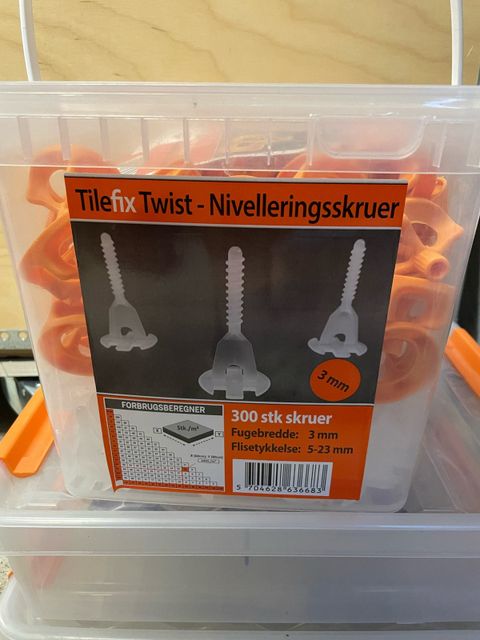 Tilefix Twist - Nivelleringsskruer
3 mm
FORBRUGSBEREGNER
Stk./m²
X
Y
300 stk skruer
Fugebredde: 3 mm
Flisetykkelse: 5-23 mm
5 704628 636683